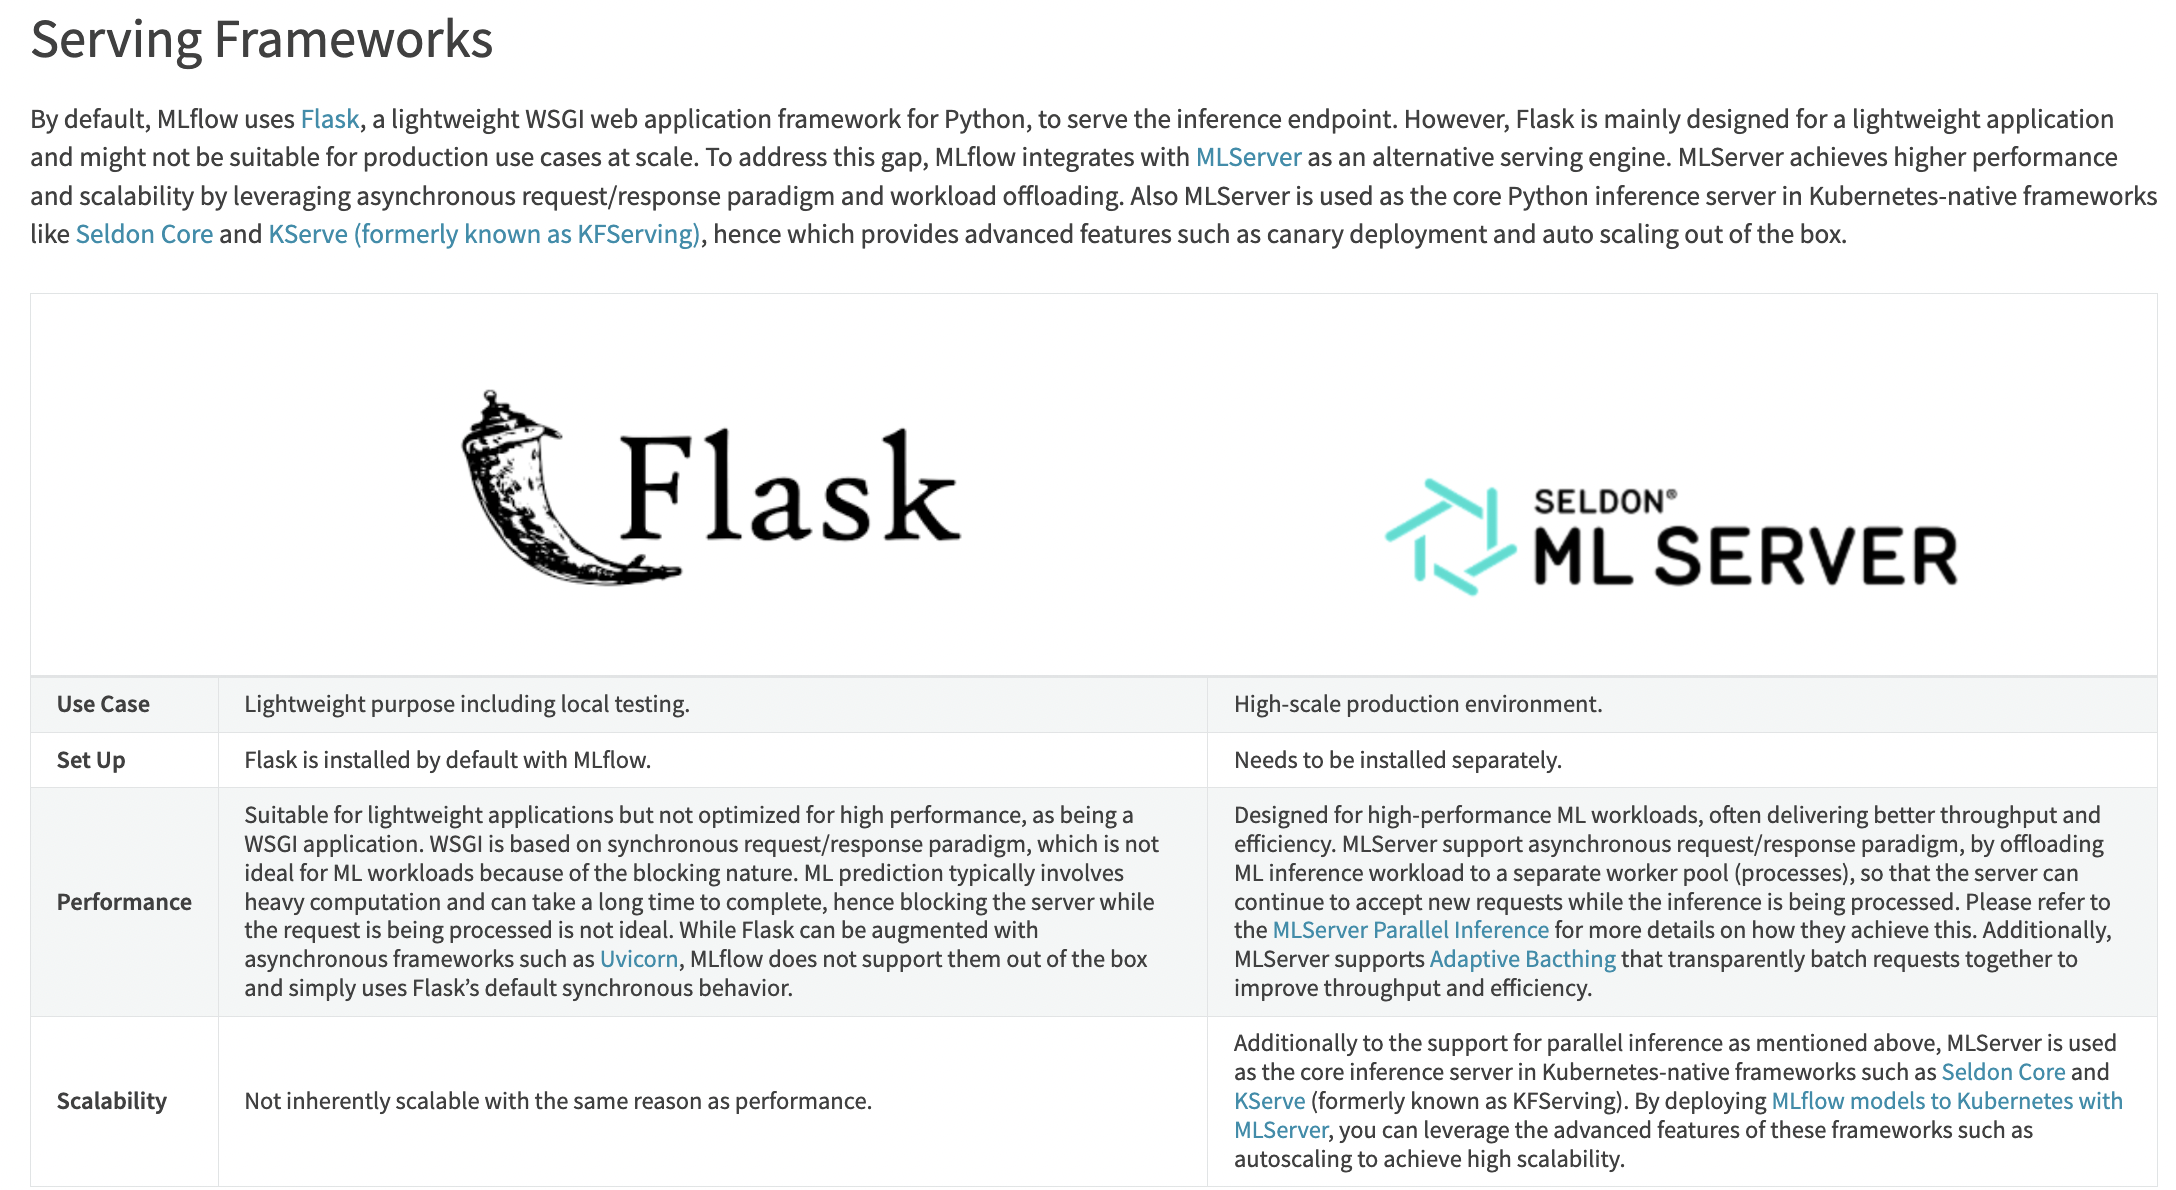 Serving Frameworks
By default, MLflow uses Flask, a lightweight WSGI web application framework for Python, to serve the inference endpoint. However, Flask is mainly designed for a lightweight application
and might not be suitable for production use cases at scale. To address this gap, MLflow integrates with MLServer as an alternative serving engine. MLServer achieves higher performance
and scalability by leveraging asynchronous request/response paradigm and workload offloading. Also MLServer is used as the core Python inference server in Kubernetes-native frameworks
like Seldon Core and KServe (formerly known as KFServing), hence which provides advanced features such as canary deployment and auto scaling out of the box.
Flask
SELDON®
ML SERVER
Use Case
Lightweight purpose including local testing.
High-scale production environment.
Set Up
Flask is installed by default with MLflow.
Needs to be installed separately.
Performance
Suitable for lightweight applications but not optimized for high performance, as being a
WSGI application. WSGI is based on synchronous request/response paradigm, which is not
ideal for ML workloads because of the blocking nature. ML prediction typically involves
heavy computation and can take a long time to complete, hence blocking the server while
the request is being processed is not ideal. While Flask can be augmented with
asynchronous frameworks such as Uvicorn, MLflow does not support them out of the box
and simply uses Flask's default synchronous behavior.
Designed for high-performance ML workloads, often delivering better throughput and
efficiency. MLServer support asynchronous request/response paradigm, by offloading
ML inference workload to a separate worker pool (processes), so that the server can
continue to accept new requests while the inference is being processed. Please refer to
the MLServer Parallel Inference for more details on how they achieve this. Additionally,
MLServer supports Adaptive Bacthing that transparently batch requests together to
improve throughput and efficiency.
Scalability
Not inherently scalable with the same reason as performance.
Additionally to the support for parallel inference as mentioned above, MLServer is used
as the core inference server in Kubernetes-native frameworks such as Seldon Core and
KServe (formerly known as KFServing). By deploying MLflow models to Kubernetes with
MLServer, you can leverage the advanced features of these frameworks such as
autoscaling to achieve high scalability.